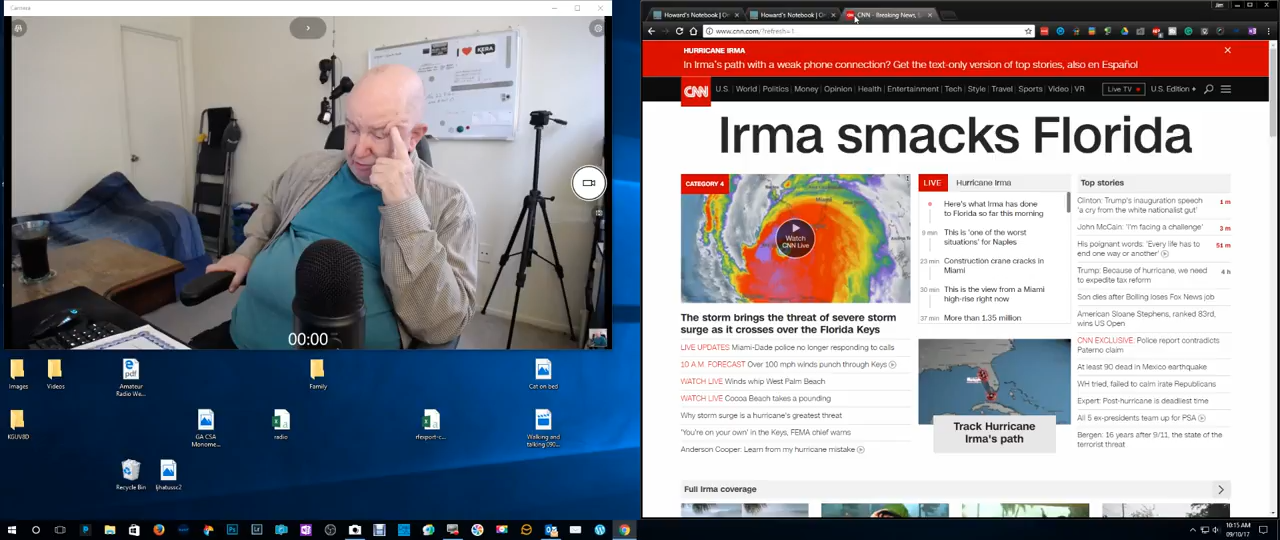 Camera
I ♥ KERA
00:00
Images
Videos
Amateur
Radio Wa...
Family
Cat on bed
KGUV8D
GA CSA
Monome...
radio
rfexport-c...
Walking and
talking (090...
Recycle Bin
ljhatussc2
Howard's Notebook | C
Howard's Notebook | C
CNN - Breaking News,
Jim
www.cnn.com/?refresh=1
HURRICANE IRMA
In Irma's path with a weak phone connection? Get the text-only version of top stories, also en Español
CNN
U.S. World Politics Money Opinion Health Entertainment Tech Style Travel Sports Video VR
Live TV
U.S. Edition
Irma smacks Florida
CATEGORY 4
Miami
Watch
CNN Live
The storm brings the threat of severe storm
surge as it crosses over the Florida Keys
LIVE UPDATES Miami-Dade police no longer responding to calls
10 A.M. FORECAST Over 100 mph winds punch through Keys
WATCH LIVE Winds whip West Palm Beach
WATCH LIVE Cocoa Beach takes a pounding
Why storm surge is a hurricane's greatest threat
'You're on your own' in the Keys, FEMA chief warns
Anderson Cooper: Learn from my hurricane mistake
LIVE Hurricane Irma
Here's what Irma has done
to Florida so far this morning
9 min This is 'one of the worst
situations' for Naples
23 min Construction crane cracks in
Miami
30 min This is the view from a Miami
high-rise right now
37 min More than 1.35 million
Track Hurricane
Irma's path
Top stories
Clinton: Trump's inauguration speech 1 m
'a cry from the white nationalist gut'
John McCain: 'I'm facing a challenge' 3 m
His poignant words: 'Every life has to 51 m
end one way or another'
Trump: Because of hurricane, we need 4 h
to expedite tax reform
Son dies after Bolling loses Fox News job
American Sloane Stephens, ranked 83rd,
wins US Open
CNN EXCLUSIVE: Police report contradicts
Paterno claim
At least 90 dead in Mexico earthquake
WH tried, failed to calm irate Republicans
Expert: Post-hurricane is deadliest time
All 5 ex-presidents team up for PSA
Bergen: 16 years after 9/11, the state of the
terrorist threat
Full Irma coverage
10:15 AM
09/10/17